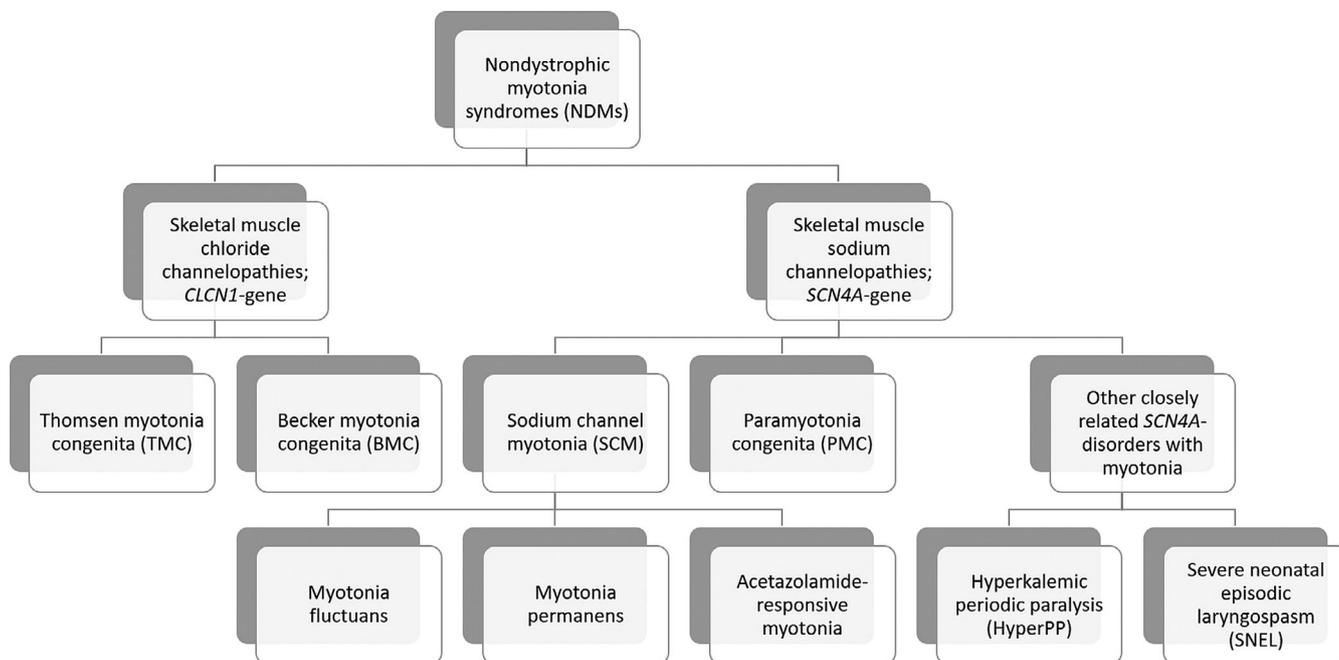 Nondystrophic
myotonia
syndromes (NDMs)
Skeletal muscle
chloride
channelopathies;
CLCN1-gene
Skeletal muscle
sodium
channelopathies;
SCN4A-gene
Thomsen myotonia
congenita (TMC)
Becker myotonia
congenita (BMC)
Sodium channel
myotonia (SCM)
Paramyotonia
congenita (PMC)
Other closely
related SCN4A-
disorders with
myotonia
Myotonia
fluctuans
Myotonia
permanens
Acetazolamide-
responsive
myotonia
Hyperkalemic
periodic paralysis
(HyperPP)
Severe neonatal
episodic
laryngospasm
(SNEL)